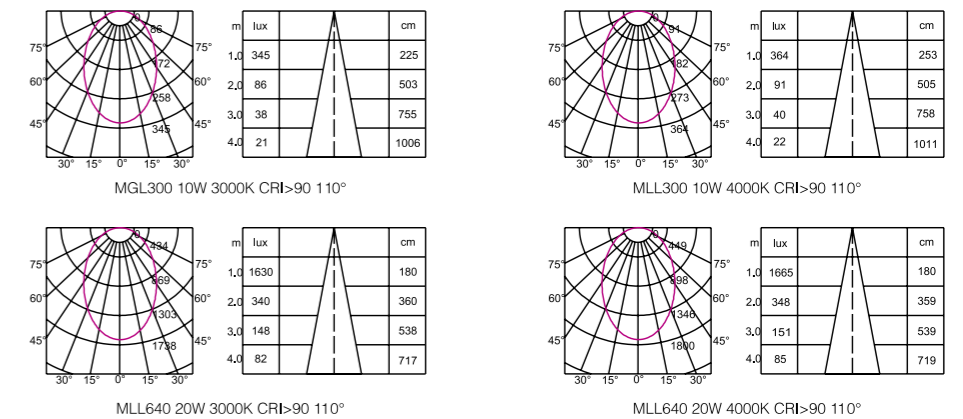 0
86
172
258
345
75° 75°
60° 60°
45° 45°
30° 15° 0° 15° 30°
m lux cm
1.0 345 225
2.0 86 503
3.0 38 755
4.0 21 1006
MGL300 10W 3000K CRI>90 110°
0
91
182
273
364
75° 75°
60° 60°
45° 45°
30° 15° 0° 15° 30°
m lux cm
1.0 364 253
2.0 91 505
3.0 40 758
4.0 22 1011
MLL300 10W 4000K CRI>90 110°
0
434
869
1303
1738
75° 75°
60° 60°
45° 45°
30° 15° 0° 15° 30°
m lux cm
1.0 1630 180
2.0 340 360
3.0 148 538
4.0 82 717
MLL640 20W 3000K CRI>90 110°
0
449
898
1346
1800
75° 75°
60° 60°
45° 45°
30° 15° 0° 15° 30°
m lux cm
1.0 1665 180
2.0 348 359
3.0 151 539
4.0 85 719
MLL640 20W 4000K CRI>90 110°